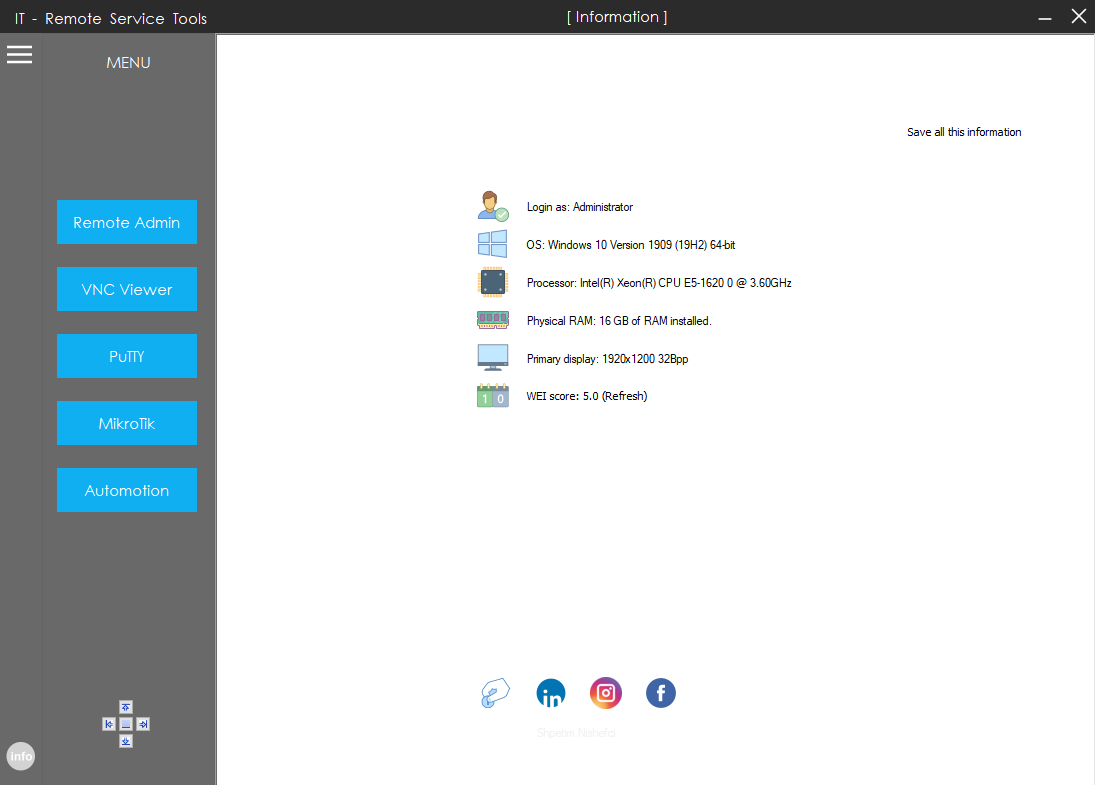 IT - Remote Service Tools
[ Information ]
MENU
Save all this information
Remote Admin
VNC Viewer
PuTTY
MikroTik
Automotion
Login as: Administrator
OS: Windows 10 Version 1909 (19H2) 64-bit
Processor: Intel(R) Xeon(R) CPU E5-1620 0 @ 3.60GHz
Physical RAM: 16 GB of RAM installed.
Primary display: 1920x1200 32Bpp
1 0
WEI score: 5.0 (Refresh)
in
f
Shpetim
info